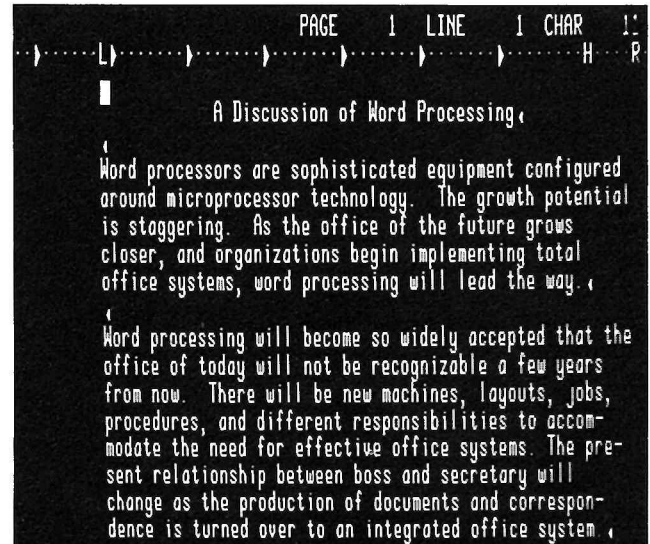 PAGE 1 LINE 1 CHAR 11
L H R
A Discussion of Word Processing
Word processors are sophisticated equipment configured
around microprocessor technology. The growth potential
is staggering. As the office of the future grows
closer, and organizations begin implementing total
office systems, word processing will lead the way.
Word processing will become so widely accepted that the
office of today will not be recognizable a few years
from now. There will be new machines, layouts, jobs,
procedures, and different responsibilities to accom-
modate the need for effective office systems. The pre-
sent relationship between boss and secretary will
change as the production of documents and correspon-
dence is turned over to an integrated office system.